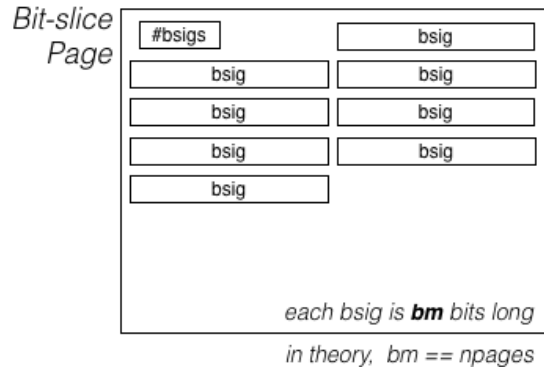 Bit-slice
Page
#bsigs
bsig
bsig
bsig
bsig
bsig
bsig
bsig
bsig
each bsig is bm bits long
in theory, bm == npages